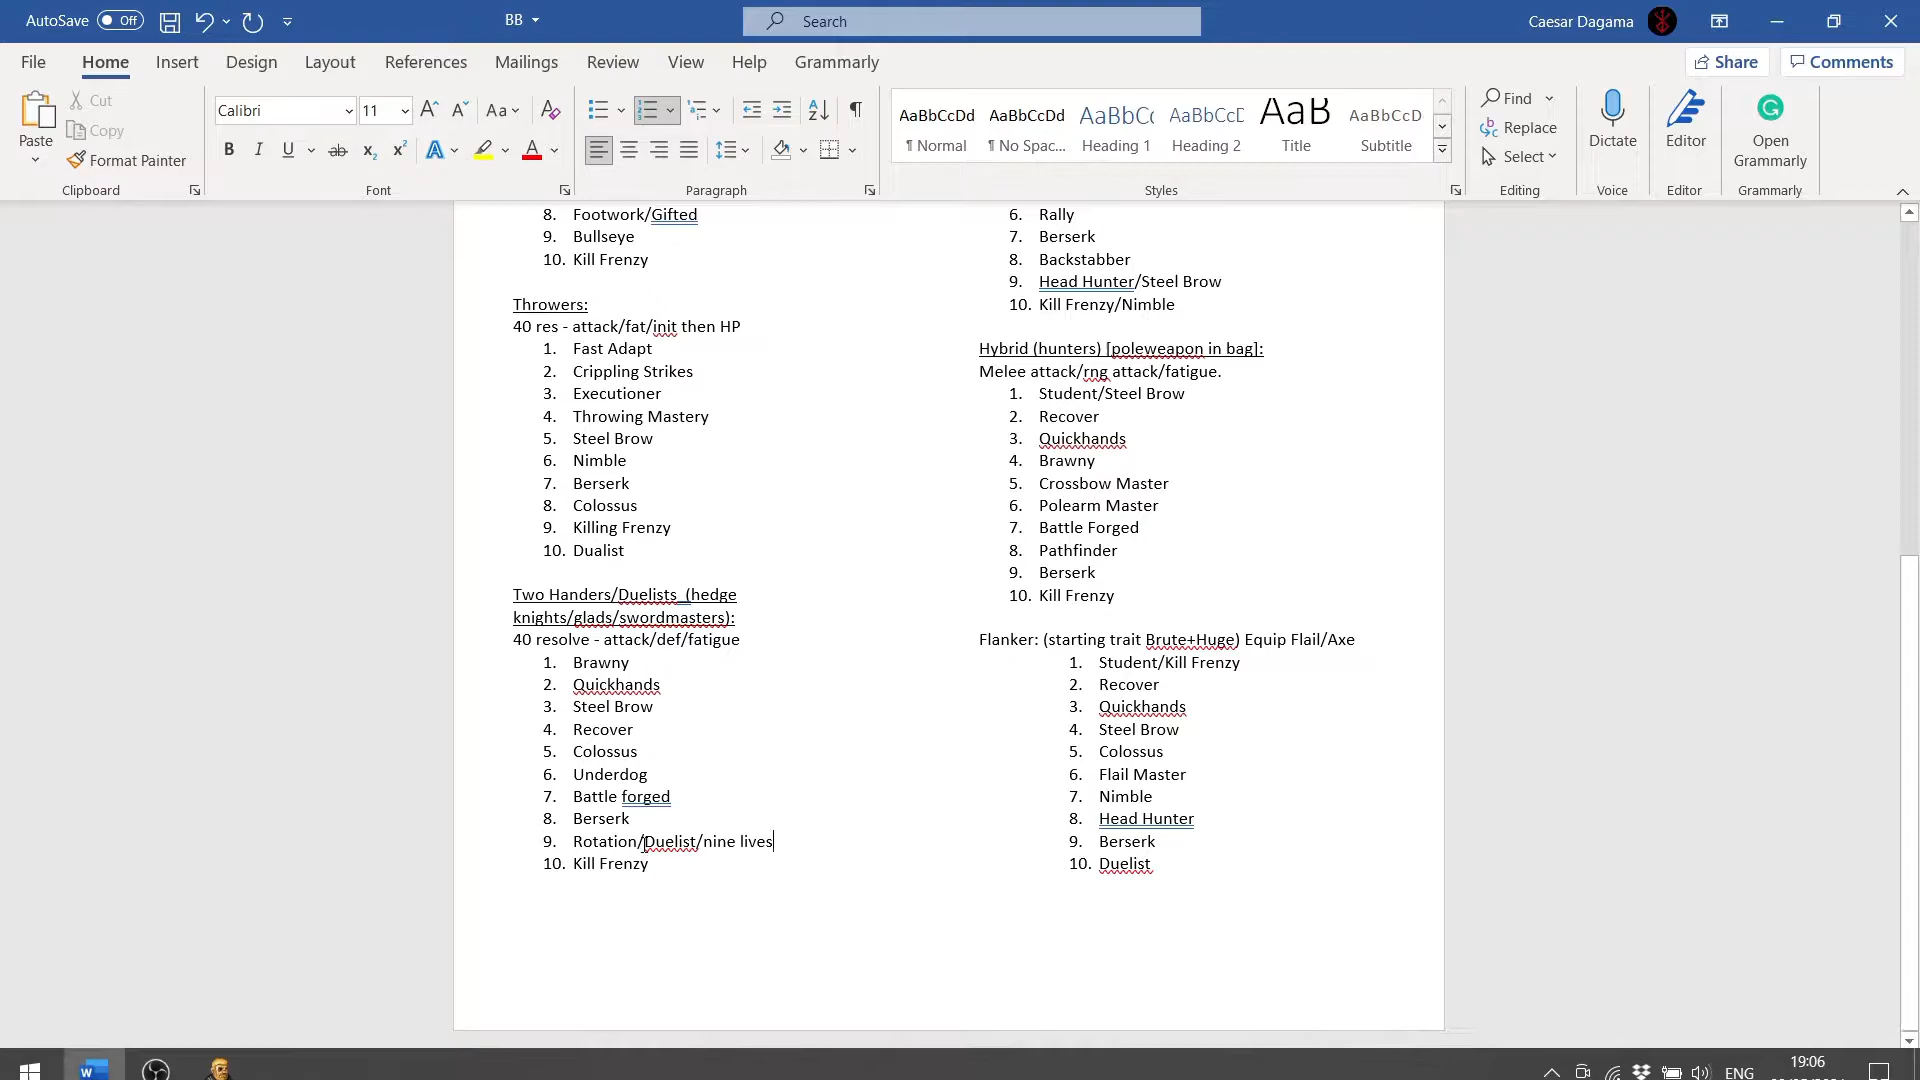 AutoSave Off BB Search Caesar Dagama
File Home Insert Design Layout References Mailings Review View Help Grammarly Share Comments
Paste
Cut
Copy
Format Painter
Clipboard
Calibri 11
Aa
B I U ab x₂ x² A A
Font
Paragraph
AaBbCcDd
¶ Normal
AaBbCcDd
¶ No Spac...
AaBbCc
Heading 1
AaBbCcD
Heading 2
AaB
Title
AaBbCcD
Subtitle
Styles
Find
Replace
Select
Editing
Dictate
Voice
Editor
Editor
Open
Grammarly
Grammarly
8. Footwork/Gifted
9. Bullseye
10. Kill Frenzy
Throwers:
40 res - attack/fat/init then HP
1. Fast Adapt
2. Crippling Strikes
3. Executioner
4. Throwing Mastery
5. Steel Brow
6. Nimble
7. Berserk
8. Colossus
9. Killing Frenzy
10. Dualist
Two Handers/Duelists (hedge
knights/glads/swordmasters):
40 resolve - attack/def/fatigue
1. Brawny
2. Quickhands
3. Steel Brow
4. Recover
5. Colossus
6. Underdog
7. Battle forged
8. Berserk
9. Rotation/Duelist/nine lives
10. Kill Frenzy
6. Rally
7. Berserk
8. Backstabber
9. Head Hunter/Steel Brow
10. Kill Frenzy/Nimble
Hybrid (hunters) [poleweapon in bag]:
Melee attack/rng attack/fatigue.
1. Student/Steel Brow
2. Recover
3. Quickhands
4. Brawny
5. Crossbow Master
6. Polearm Master
7. Battle Forged
8. Pathfinder
9. Berserk
10. Kill Frenzy
Flanker: (starting trait Brute+Huge) Equip Flail/Axe
1. Student/Kill Frenzy
2. Recover
3. Quickhands
4. Steel Brow
5. Colossus
6. Flail Master
7. Nimble
8. Head Hunter
9. Berserk
10. Duelist
ENG
19:06